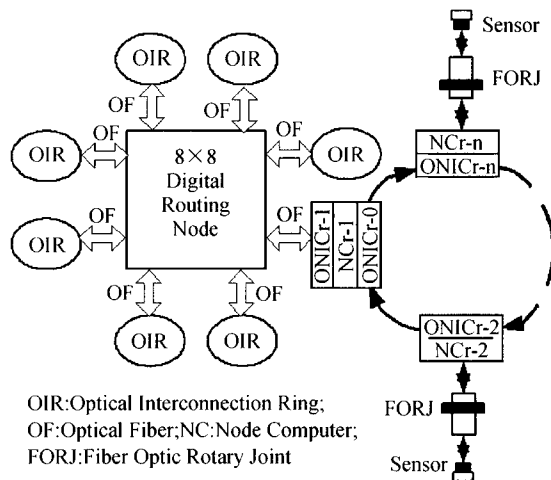 Sensor
OIR
OIR
FORJ
OF
OF
OIR
OF
8×8
Digital
Routing
Node
OF
OIR
NCr-n
ONICr-n
OIR
OF
OF
ONICr-1
NCr-1
ONICr-0
OF
OF
OIR
OIR
ONICr-2
NCr-2
FORJ
Sensor
OIR:Optical Interconnection Ring;
OF:Optical Fiber;NC:Node Computer;
FORJ:Fiber Optic Rotary Joint